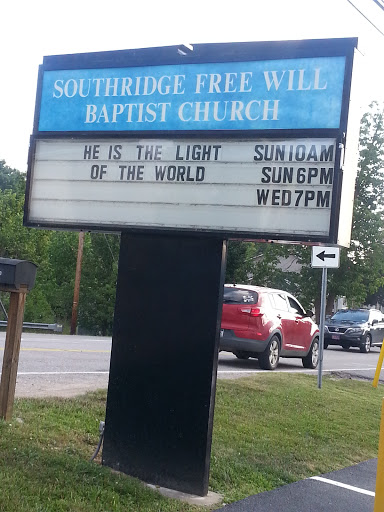 SOUTHRIDGE FREE WILL
BAPTIST CHURCH
HE IS THE LIGHT SUN10AM
OF THE WORLD SUN6PM
WED7PM